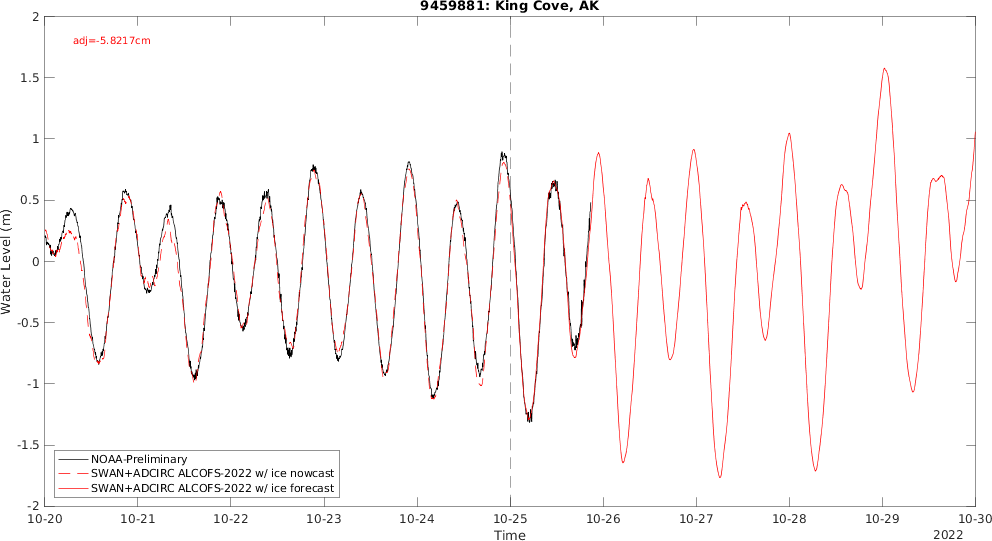 9459881: King Cove, AK
adj=-5.8217cm
Water Level (m)
2
1.5
1
0.5
0
-0.5
-1
-1.5
-2
NOAA-Preliminary
SWAN+ADCIRC ALCOFS-2022 w/ ice nowcast
SWAN+ADCIRC ALCOFS-2022 w/ ice forecast
10-20 10-21 10-22 10-23 10-24 10-25 10-26 10-27 10-28 10-29 10-30
Time
2022